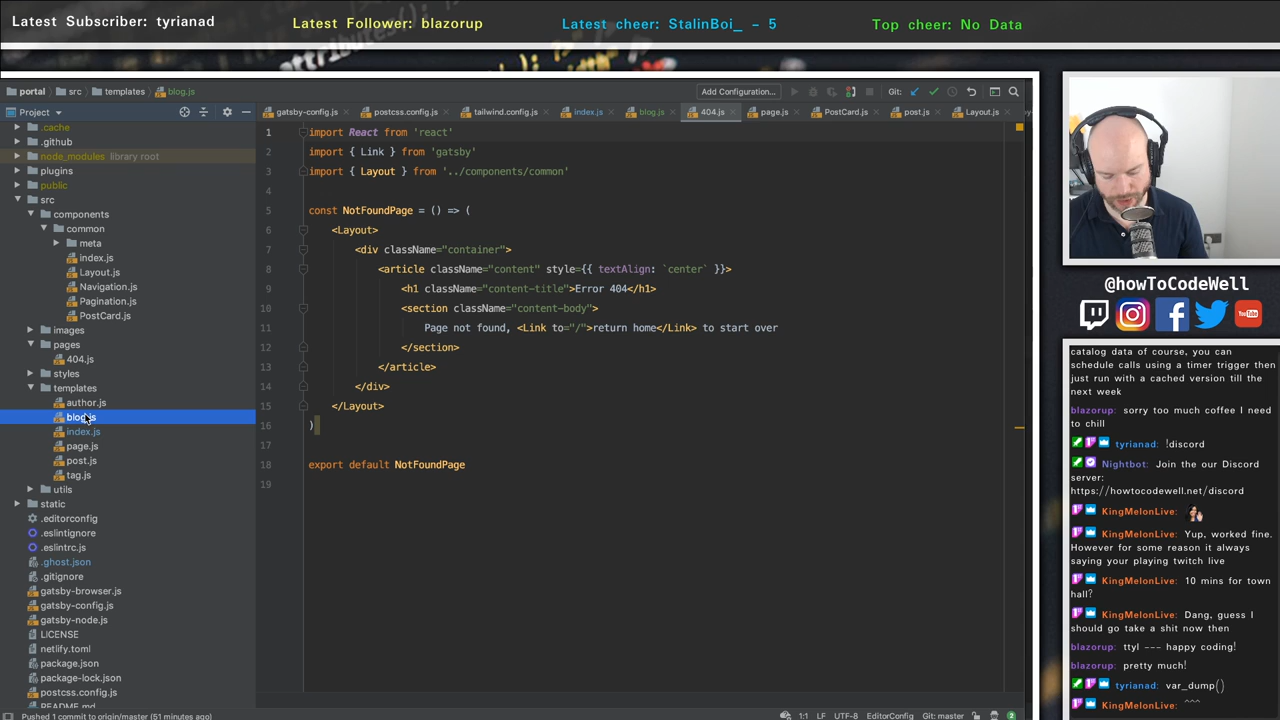 Latest Subscriber: tyrianad
Latest Follower: blazorup
Latest cheer: StalinBoi_ - 5
Top cheer: No Data
portal
src
templates
blog.js
Add Configuration...
Git:
Project
gatsby-config.js
postcss.config.js
tailwind.config.js
index.js
blog.js
404.js
page.js
PostCard.js
post.js
Layout.js
.cache
.github
node_modules library root
plugins
public
src
components
common
meta
index.js
Layout.js
Navigation.js
Pagination.js
PostCard.js
images
pages
404.js
styles
templates
author.js
blog.js
index.js
page.js
post.js
tag.js
utils
static
.editorconfig
.eslintignore
.eslintrc.js
.ghost.json
.gitignore
gatsby-browser.js
gatsby-config.js
gatsby-node.js
LICENSE
netlify.toml
package.json
package-lock.json
postcss.config.js
README.md
1 import React from 'react'
2 import { Link } from 'gatsby'
3 import { Layout } from '../components/common'
4
5 const NotFoundPage = () => (
6 <Layout>
7 <div className="container">
8 <article className="content" style={{ textAlign: `center` }}>
9 <h1 className="content-title">Error 404</h1>
10 <section className="content-body">
11 Page not found, <Link to="/">return home</Link> to start over
12 </section>
13 </article>
14 </div>
15 </Layout>
16 )
17
18 export default NotFoundPage
19
Pushed 1 commit to origin/master (51 minutes ago)
1:1 LF UTF-8 EditorConfig Git: master
2
@howToCodeWell
You Tube
catalog data of course, you can
schedule calls using a timer trigger then
just run with a cached version till the
next week
blazorup: sorry too much coffee I need
to chill
tyrianad: !discord
Nightbot: Join the our Discord
server:
https://howtocodewell.net/discord
KingMelonLive:
KingMelonLive: Yup, worked fine.
However for some reason it always
saying your playing twitch live
KingMelonLive: 10 mins for town
hall?
KingMelonLive: Dang, guess I
should go take a shit now then
blazorup: ttyl --- happy coding!
blazorup: pretty much!
tyrianad: var_dump()
KingMelonLive: ^^^